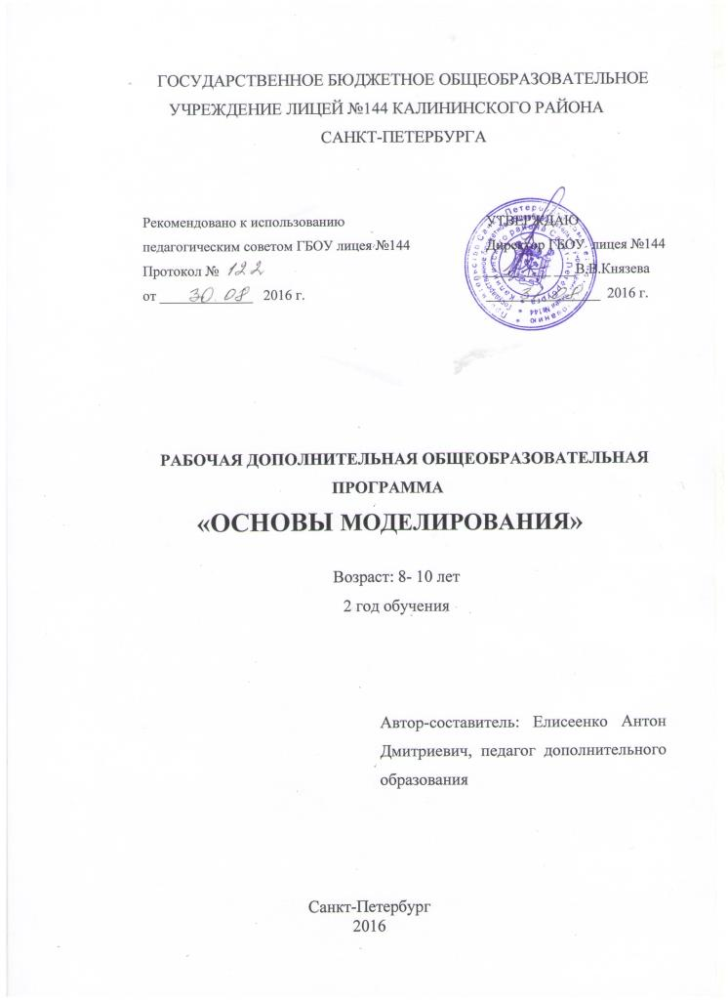 ГОСУДАРСТВЕННОЕ БЮДЖЕТНОЕ ОБЩЕОБРАЗОВАТЕЛЬНОЕ
УЧРЕЖДЕНИЕ ЛИЦЕЙ №144 КАЛИНИНСКОГО РАЙОНА
САНКТ-ПЕТЕРБУРГА
Рекомендовано к использованию
педагогическим советом ГБОУ лицея №144
Протокол № 122
от 30.08 2016 г.
УТВЕРЖДАЮ
Директор ГБОУ лицея №144
В.В.Князева
31.08 2016 г.
РАБОЧАЯ ДОПОЛНИТЕЛЬНАЯ ОБЩЕОБРАЗОВАТЕЛЬНАЯ
ПРОГРАММА
«ОСНОВЫ МОДЕЛИРОВАНИЯ»
Возраст: 8- 10 лет
2 год обучения
Автор-составитель: Елисеенко Антон
Дмитриевич, педагог дополнительного
образования
Санкт-Петербург
2016